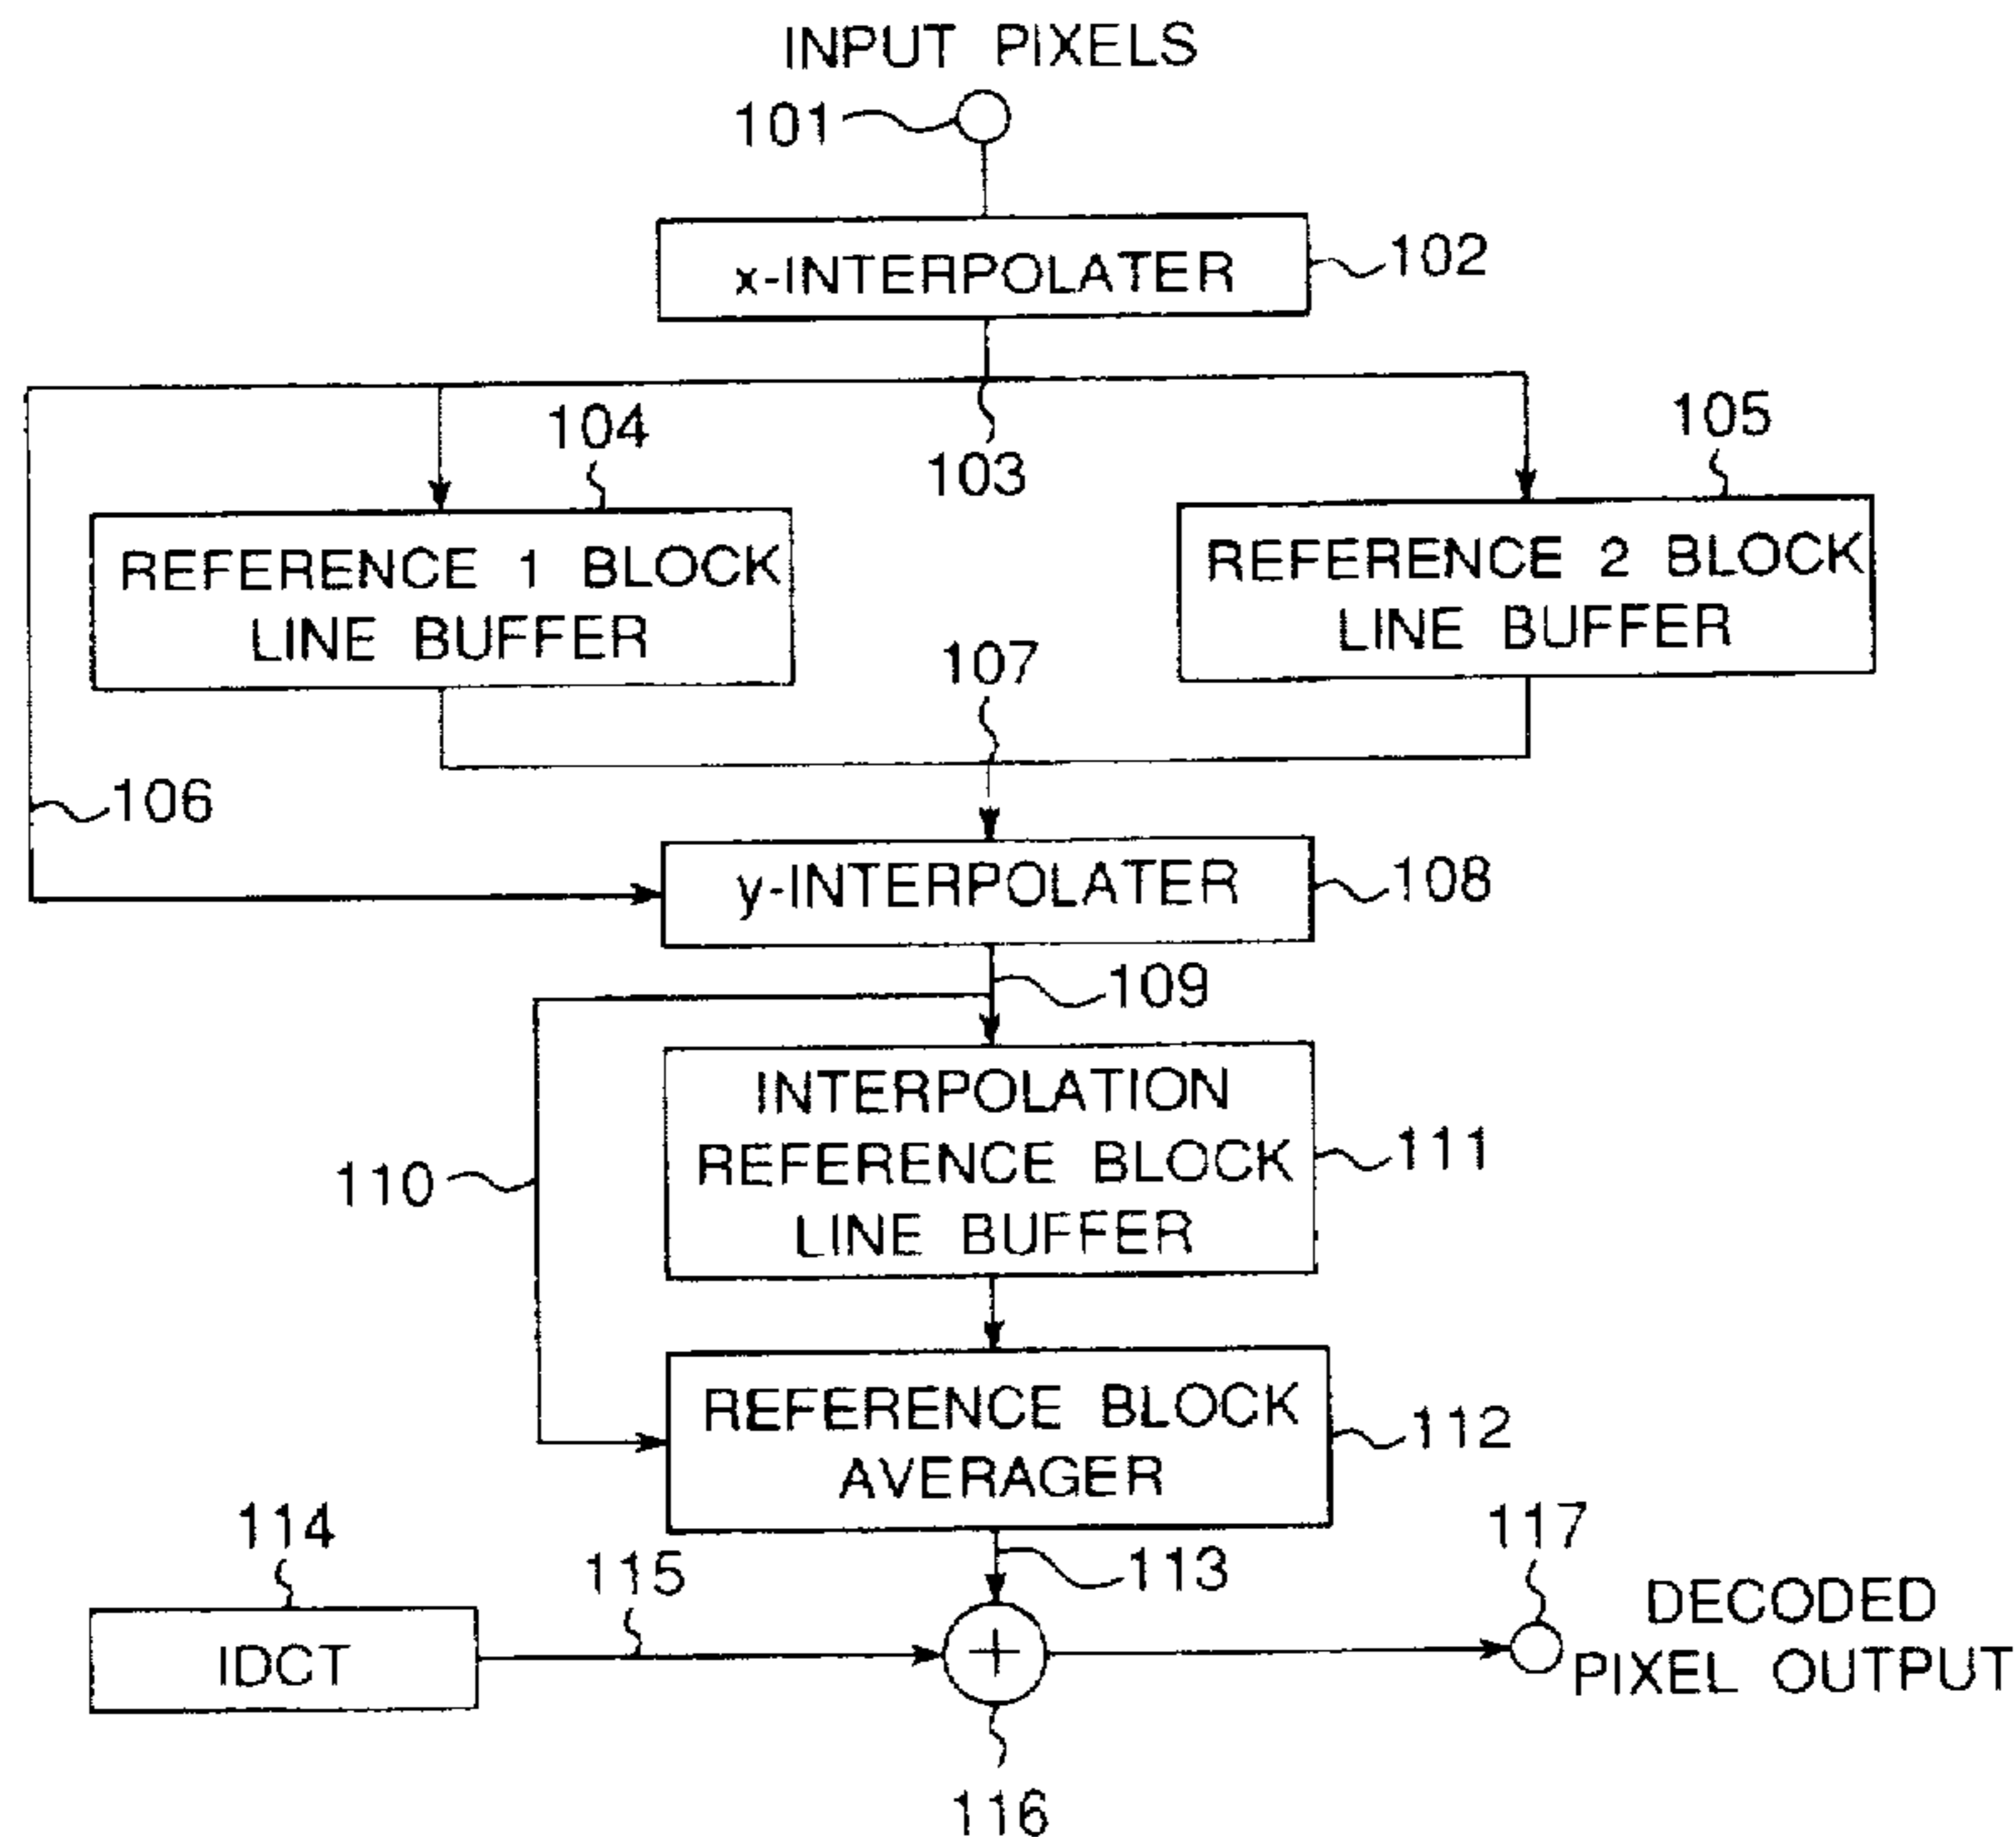 INPUT PIXELS
101
x-INTERPOLATER
102
103
104
105
REFERENCE 1 BLOCK
LINE BUFFER
REFERENCE 2 BLOCK
LINE BUFFER
107
106
y-INTERPOLATER
108
109
110
INTERPOLATION
REFERENCE BLOCK
LINE BUFFER
111
REFERENCE BLOCK
AVERAGER
112
113
114
IDCT
115
+
116
117
DECODED
PIXEL OUTPUT